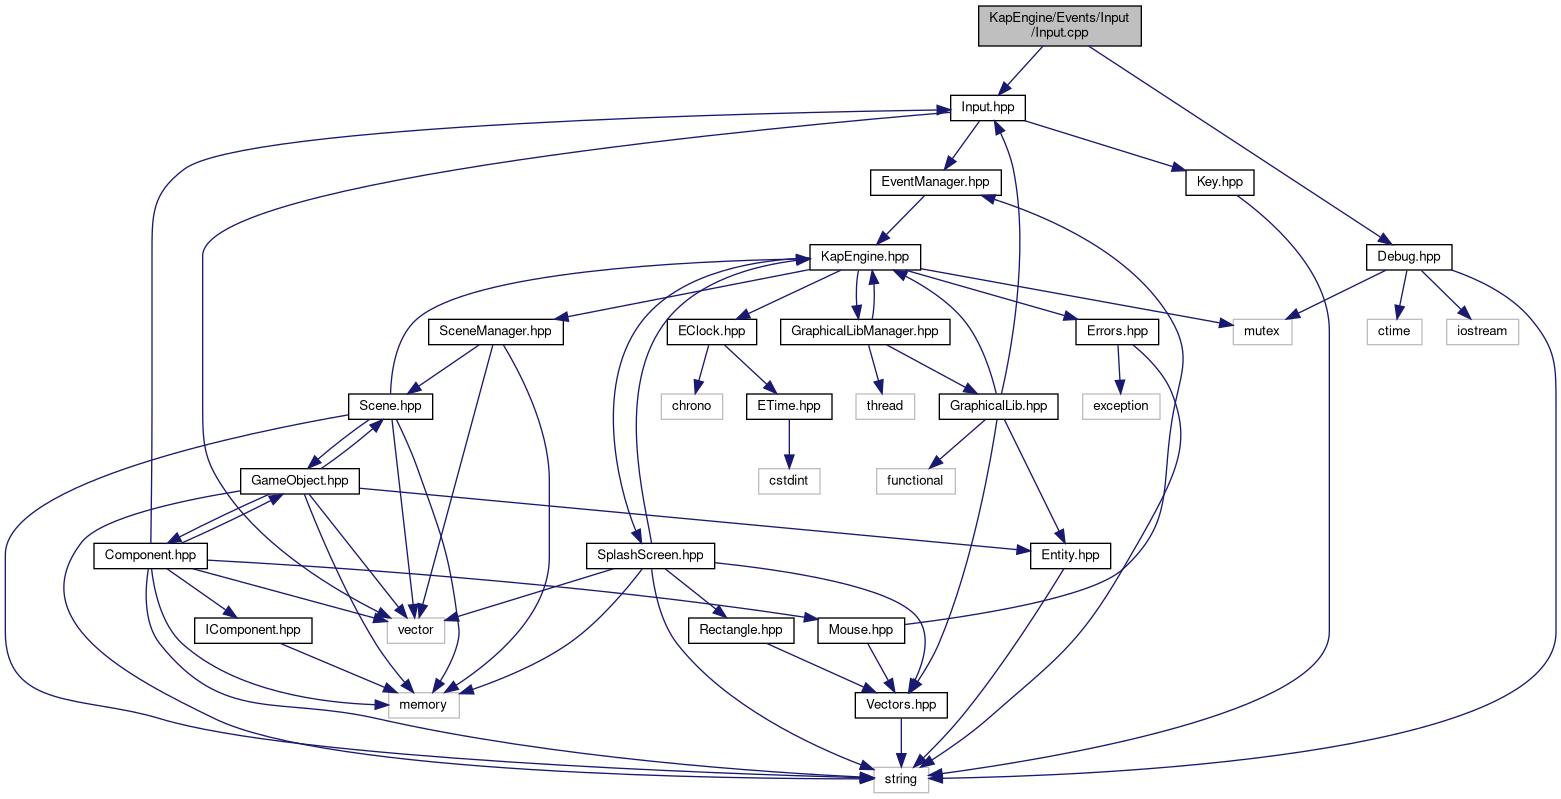 KapEngine/Events/Input
/Input.cpp
Input.hpp
EventManager.hpp
Key.hpp
KapEngine.hpp
Debug.hpp
SceneManager.hpp
EClock.hpp
GraphicalLibManager.hpp
Errors.hpp
mutex
ctime
iostream
Scene.hpp
chrono
ETime.hpp
thread
GraphicalLib.hpp
exception
GameObject.hpp
cstdint
functional
Component.hpp
SplashScreen.hpp
Entity.hpp
IComponent.hpp
vector
Rectangle.hpp
Mouse.hpp
memory
Vectors.hpp
string